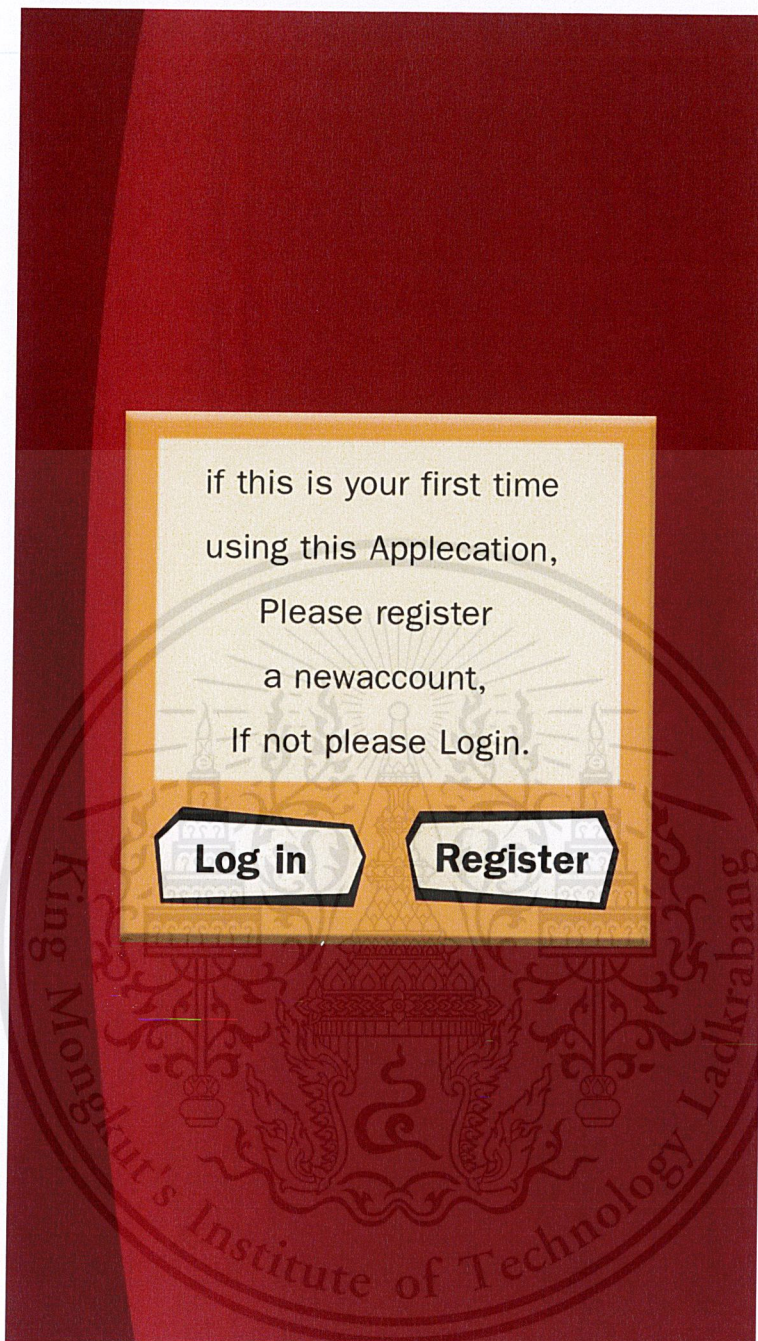 if this is your first time
using this Applecation,
Please register
a newaccount,
If not please Login.
Log in
Register
King Mongkut's Institute of Technology Ladkrabang